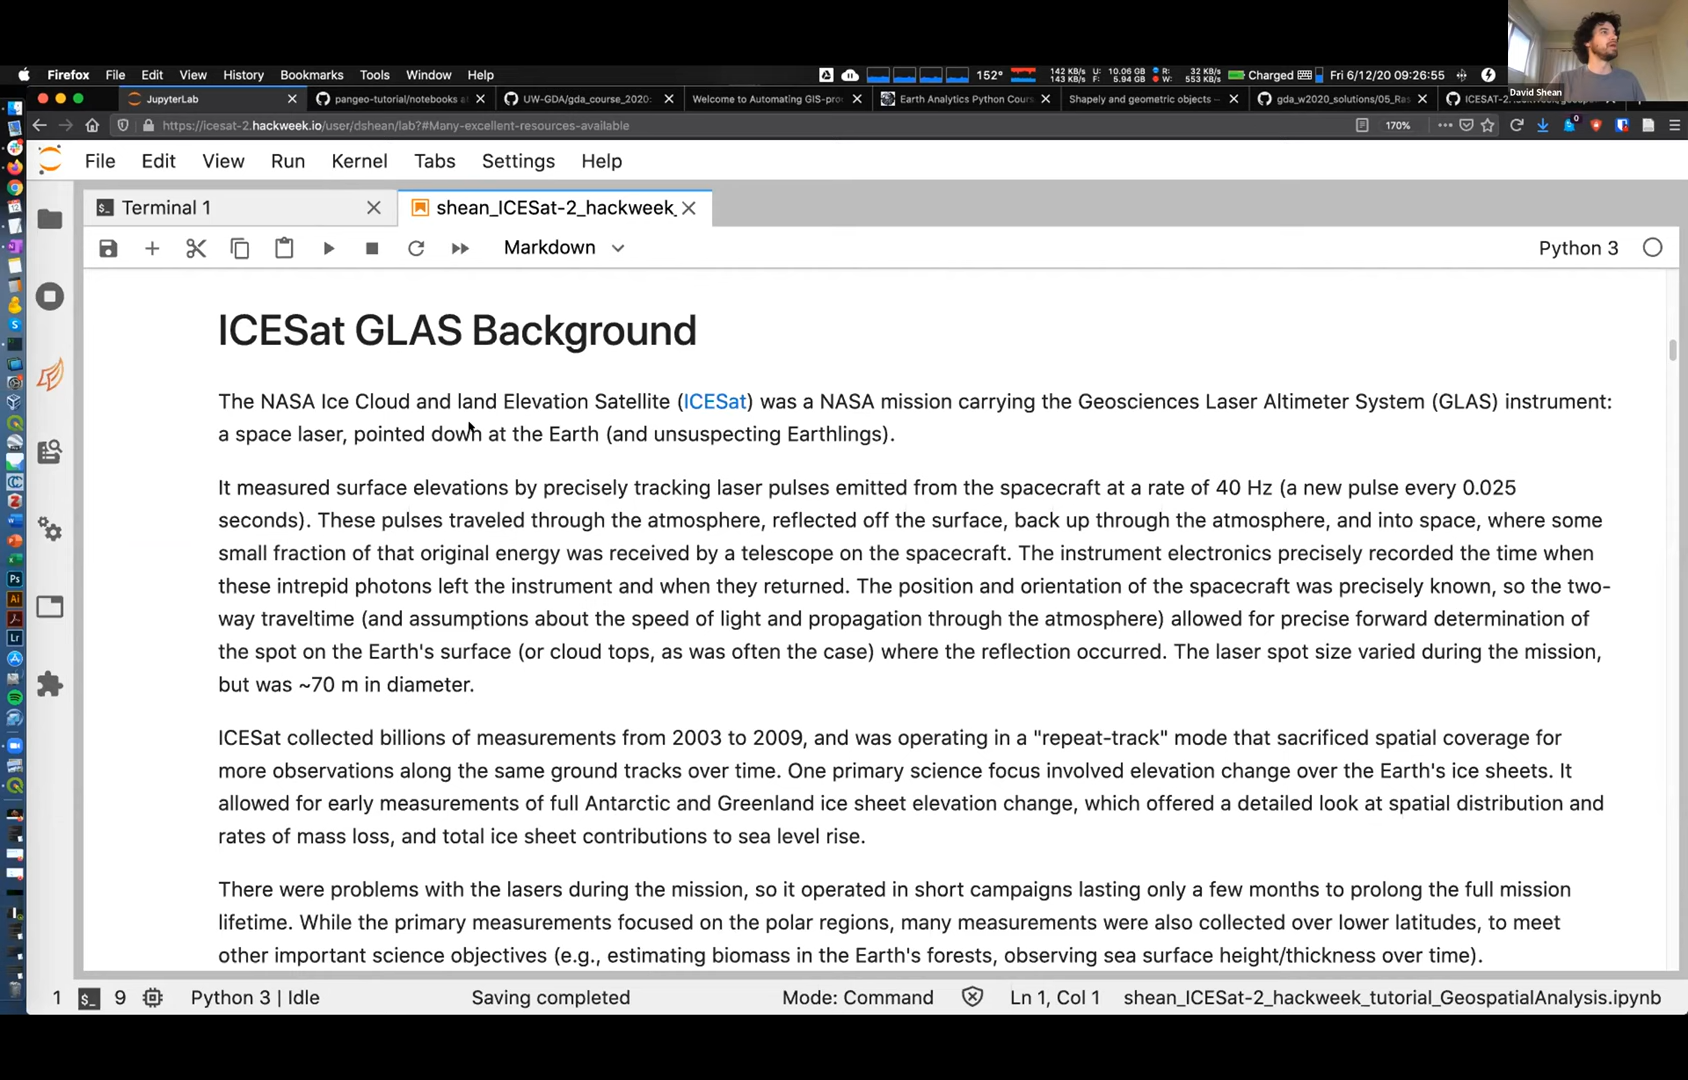 Firefox File Edit View History Bookmarks Tools Window Help 152° 142 KB/s 143 KB/s U: 10.06 GB F: 5.94 GB R: W: 32 KB/s 553 KB/s Charged Fri 6/12/20 09:26:55
David Shean
JupyterLab pangeo-tutorial/notebooks at UW-GDA/gda_course_2020: Welcome to Automating GIS-pro Earth Analytics Python Cours Shapely and geometric objects — gda_w2020_solutions/05_Ras
https://icesat-2.hackweek.io/user/dshean/lab?#Many-excellent-resources-available 170%
File Edit View Run Kernel Tabs Settings Help
Terminal 1 shean_ICESat-2_hackweek_
Markdown Python 3
ICESat GLAS Background
The NASA Ice Cloud and land Elevation Satellite (ICESat) was a NASA mission carrying the Geosciences Laser Altimeter System (GLAS) instrument:
a space laser, pointed down at the Earth (and unsuspecting Earthlings).
It measured surface elevations by precisely tracking laser pulses emitted from the spacecraft at a rate of 40 Hz (a new pulse every 0.025
seconds). These pulses traveled through the atmosphere, reflected off the surface, back up through the atmosphere, and into space, where some
small fraction of that original energy was received by a telescope on the spacecraft. The instrument electronics precisely recorded the time when
these intrepid photons left the instrument and when they returned. The position and orientation of the spacecraft was precisely known, so the two-
way traveltime (and assumptions about the speed of light and propagation through the atmosphere) allowed for precise forward determination of
the spot on the Earth's surface (or cloud tops, as was often the case) where the reflection occurred. The laser spot size varied during the mission,
but was ~70 m in diameter.
ICESat collected billions of measurements from 2003 to 2009, and was operating in a "repeat-track" mode that sacrificed spatial coverage for
more observations along the same ground tracks over time. One primary science focus involved elevation change over the Earth's ice sheets. It
allowed for early measurements of full Antarctic and Greenland ice sheet elevation change, which offered a detailed look at spatial distribution and
rates of mass loss, and total ice sheet contributions to sea level rise.
There were problems with the lasers during the mission, so it operated in short campaigns lasting only a few months to prolong the full mission
lifetime. While the primary measurements focused on the polar regions, many measurements were also collected over lower latitudes, to meet
other important science objectives (e.g., estimating biomass in the Earth's forests, observing sea surface height/thickness over time).
1 9 Python 3 | Idle Saving completed Mode: Command Ln 1, Col 1 shean_ICESat-2_hackweek_tutorial_GeospatialAnalysis.ipynb